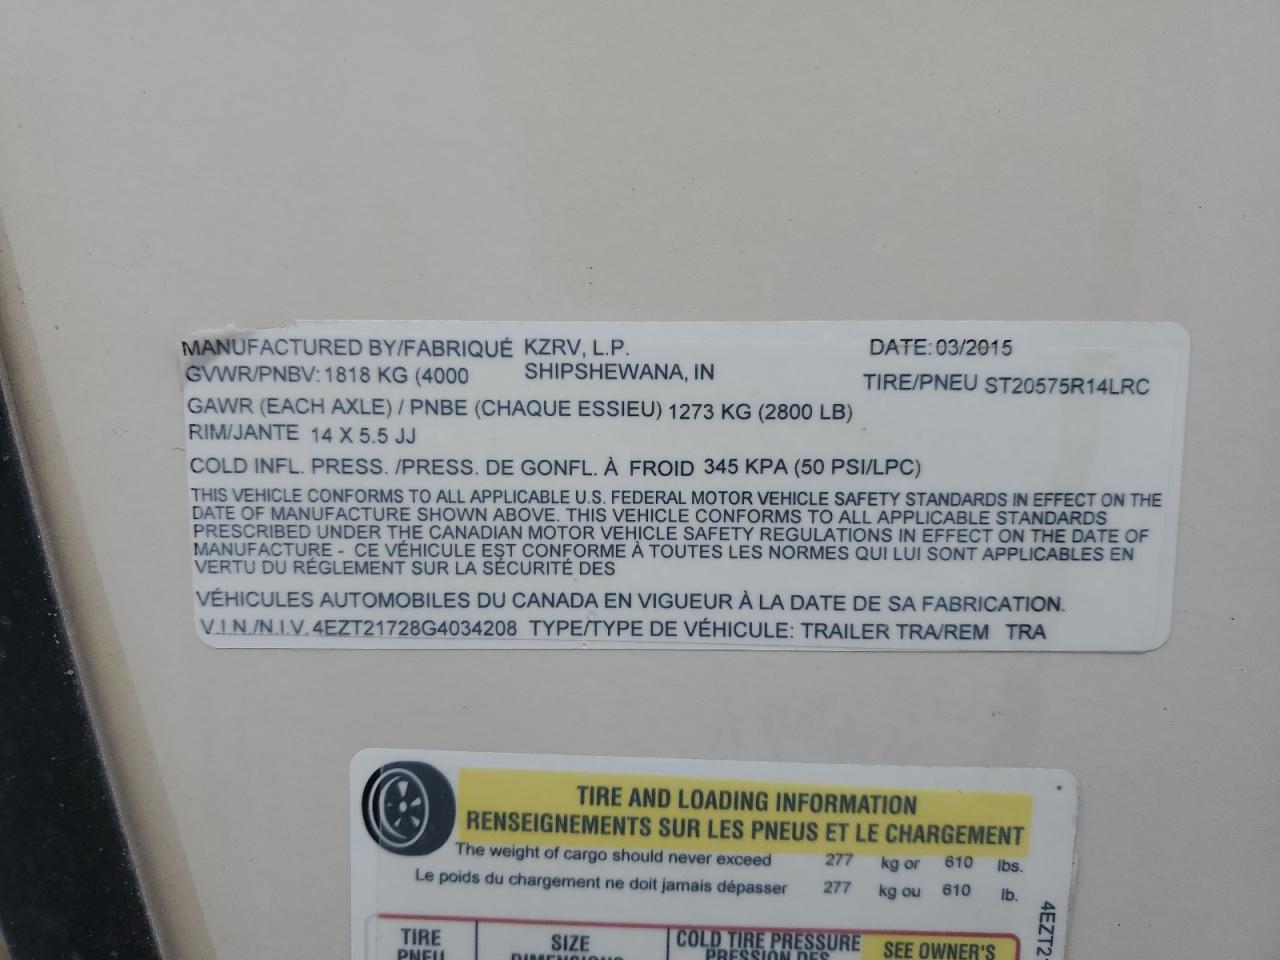 MANUFACTURED BY/FABRIQUÉ KZRV, L.P. DATE: 03/2015
GVWR/PNBV: 1818 KG (4000 SHIPSHEWANA, IN TIRE/PNEU ST20575R14LRC
GAWR (EACH AXLE) / PNBE (CHAQUE ESSIEU) 1273 KG (2800 LB)
RIM/JANTE 14 X 5.5 JJ
COLD INFL. PRESS. /PRESS. DE GONFL. À FROID 345 KPA (50 PSI/LPC)
THIS VEHICLE CONFORMS TO ALL APPLICABLE U.S. FEDERAL MOTOR VEHICLE SAFETY STANDARDS IN EFFECT ON THE
DATE OF MANUFACTURE SHOWN ABOVE. THIS VEHICLE CONFORMS TO ALL APPLICABLE STANDARDS
PRESCRIBED UNDER THE CANADIAN MOTOR VEHICLE SAFETY REGULATIONS IN EFFECT ON THE DATE OF
MANUFACTURE - CE VÉHICULE EST CONFORME À TOUTES LES NORMES QUI LUI SONT APPLICABLES EN
VERTU DU RÉGLEMENT SUR LA SÉCURITÉ DES
VÉHICULES AUTOMOBILES DU CANADA EN VIGUEUR À LA DATE DE SA FABRICATION.
V.I.N./N.I.V. 4EZT21728G4034208 TYPE/TYPE DE VÉHICULE: TRAILER TRA/REM TRA
TIRE AND LOADING INFORMATION
RENSEIGNEMENTS SUR LES PNEUS ET LE CHARGEMENT
The weight of cargo should never exceed 277 kg or 610 lbs.
Le poids du chargement ne doit jamais dépasser 277 kg ou 610 lb.
TIRE SIZE COLD TIRE PRESSURE SEE OWNER'S
PNEU DIMENSIONS PRESSION DES
4EZT2